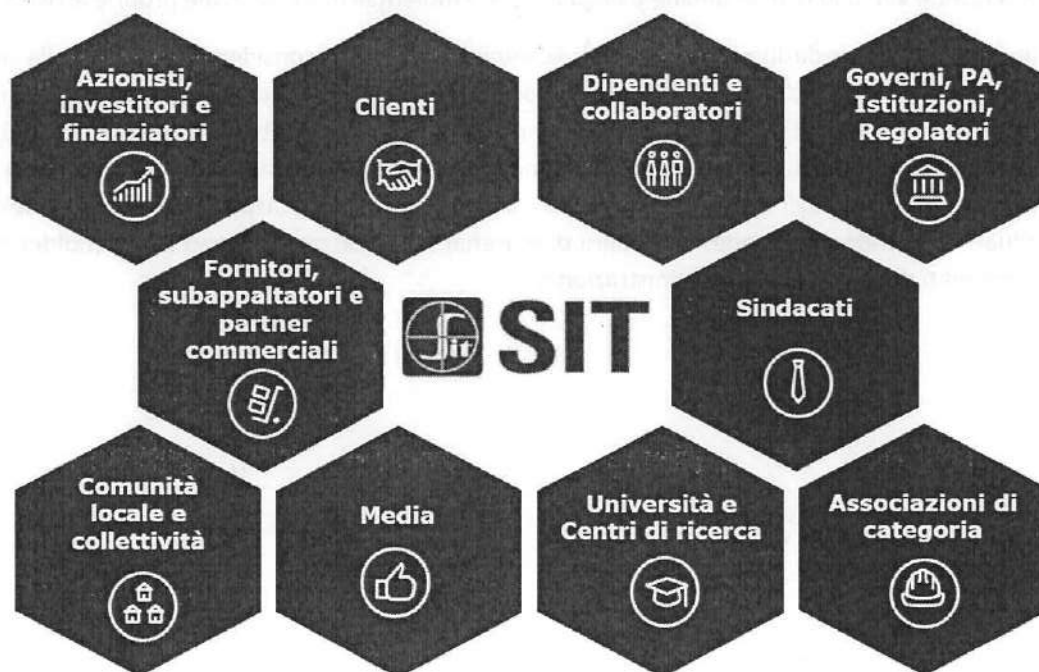 Azionisti,
investitori e
finanziatori
Clienti
Dipendenti e
collaboratori
Governi, PA,
Istituzioni,
Regolatori
Fornitori,
subappaltatori e
partner
commerciali
Sit
SIT
Sindacati
Comunità
locale e
collettività
Media
Università e
Centri di ricerca
Associazioni di
categoria